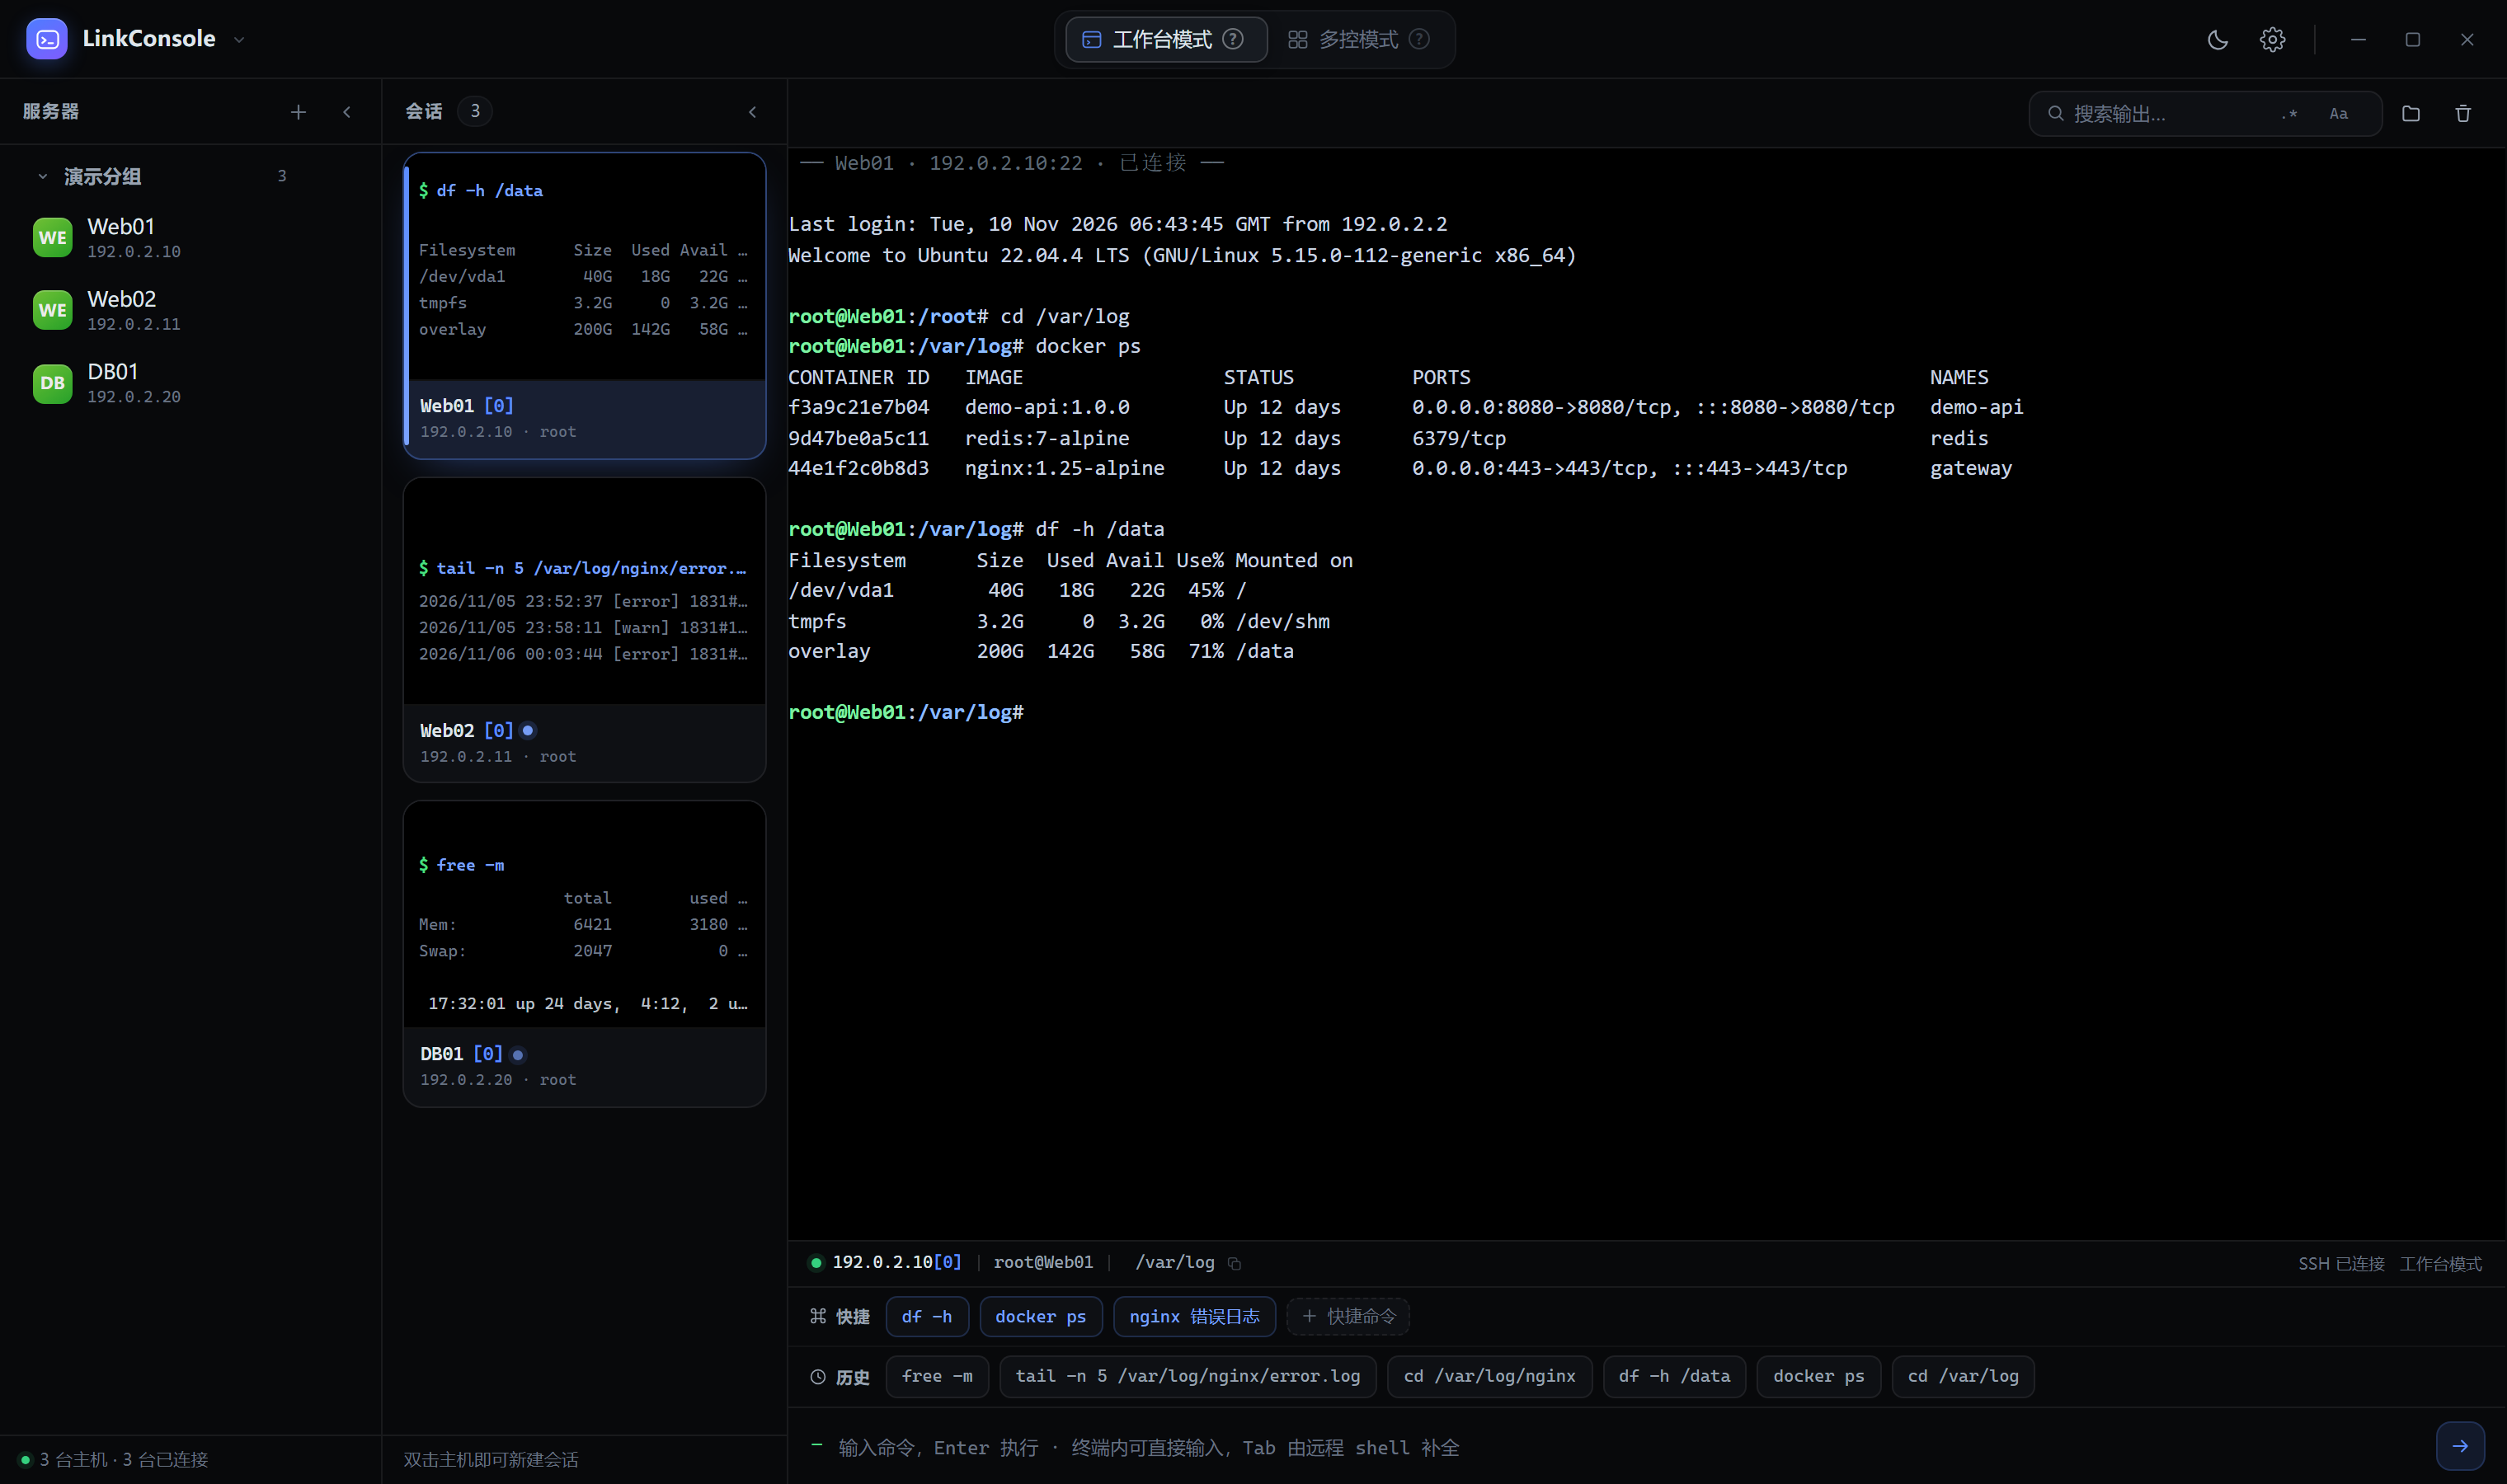 LinkConsole
工作台模式 ?
多控模式 ?
服务器
演示分组 3
WE Web01
192.0.2.10
WE Web02
192.0.2.11
DB DB01
192.0.2.20
3 台主机 · 3 台已连接
会话 3
$ df -h /data
Filesystem      Size  Used Avail …
/dev/vda1        40G   18G   22G …
tmpfs           3.2G     0  3.2G …
overlay         200G  142G   58G …
Web01 [0]
192.0.2.10 · root
$ tail -n 5 /var/log/nginx/error.…
2026/11/05 23:52:37 [error] 1831#…
2026/11/05 23:58:11 [warn] 1831#1…
2026/11/06 00:03:44 [error] 1831#…
Web02 [0]
192.0.2.11 · root
$ free -m
               total        used …
Mem:            6421        3180 …
Swap:           2047           0 …
17:32:01 up 24 days,  4:12,  2 u…
DB01 [0]
192.0.2.20 · root
双击主机即可新建会话
搜索输出... .* Aa
── Web01 · 192.0.2.10:22 · 已连接 ──
Last login: Tue, 10 Nov 2026 06:43:45 GMT from 192.0.2.2
Welcome to Ubuntu 22.04.4 LTS (GNU/Linux 5.15.0-112-generic x86_64)
root@Web01:/root# cd /var/log
root@Web01:/var/log# docker ps
CONTAINER ID   IMAGE                 STATUS          PORTS                                       NAMES
f3a9c21e7b04   demo-api:1.0.0        Up 12 days      0.0.0.0:8080->8080/tcp, :::8080->8080/tcp   demo-api
9d47be0a5c11   redis:7-alpine        Up 12 days      6379/tcp                                    redis
44e1f2c0b8d3   nginx:1.25-alpine     Up 12 days      0.0.0.0:443->443/tcp, :::443->443/tcp       gateway
root@Web01:/var/log# df -h /data
Filesystem      Size  Used Avail Use% Mounted on
/dev/vda1        40G   18G   22G  45% /
tmpfs           3.2G     0  3.2G   0% /dev/shm
overlay         200G  142G   58G  71% /data
root@Web01:/var/log#
192.0.2.10[0] | root@Web01 | /var/log
SSH 已连接 工作台模式
⌘ 快捷 df -h docker ps nginx 错误日志 + 快捷命令
历史 free -m tail -n 5 /var/log/nginx/error.log cd /var/log/nginx df -h /data docker ps cd /var/log
输入命令，Enter 执行 · 终端内可直接输入，Tab 由远程 shell 补全